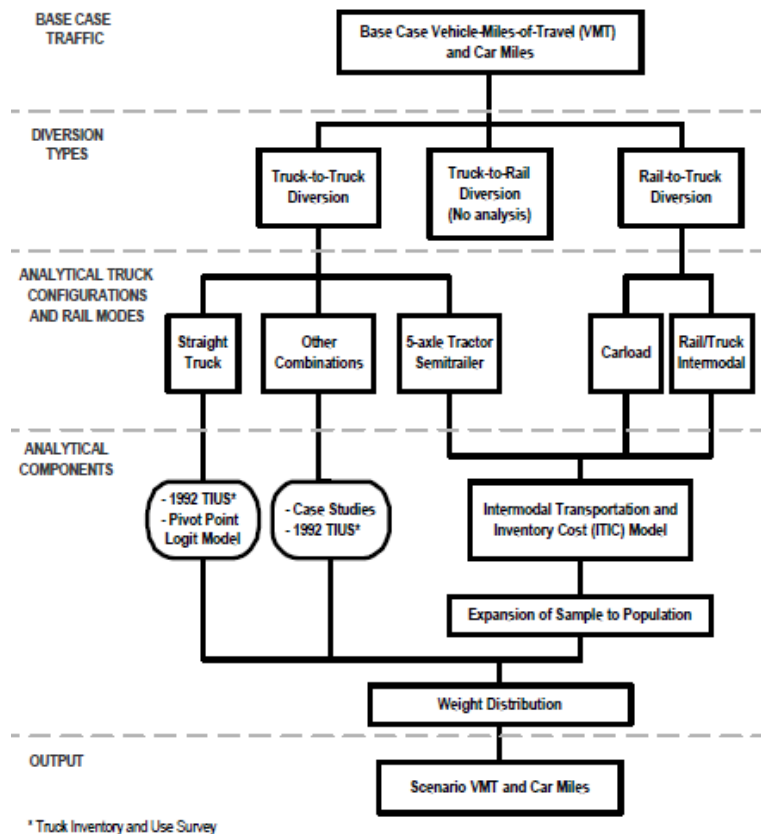 BASE CASE
TRAFFIC
Base Case Vehicle-Miles-of-Travel (VMT)
and Car Miles
DIVERSION
TYPES
Truck-to-Truck
Diversion
Truck-to-Rail
Diversion
(No analysis)
Rail-to-Truck
Diversion
ANALYTICAL TRUCK
CONFIGURATIONS
AND RAIL MODES
Straight
Truck
Other
Combinations
5-axle Tractor
Semitrailer
Carload
Rail/Truck
Intermodal
ANALYTICAL
COMPONENTS
- 1992 TIUS*
- Pivot Point
Logit Model
- Case Studies
- 1992 TIUS*
Intermodal Transportation and
Inventory Cost (ITIC) Model
Expansion of Sample to Population
Weight Distribution
OUTPUT
Scenario VMT and Car Miles
* Truck Inventory and Use Survey